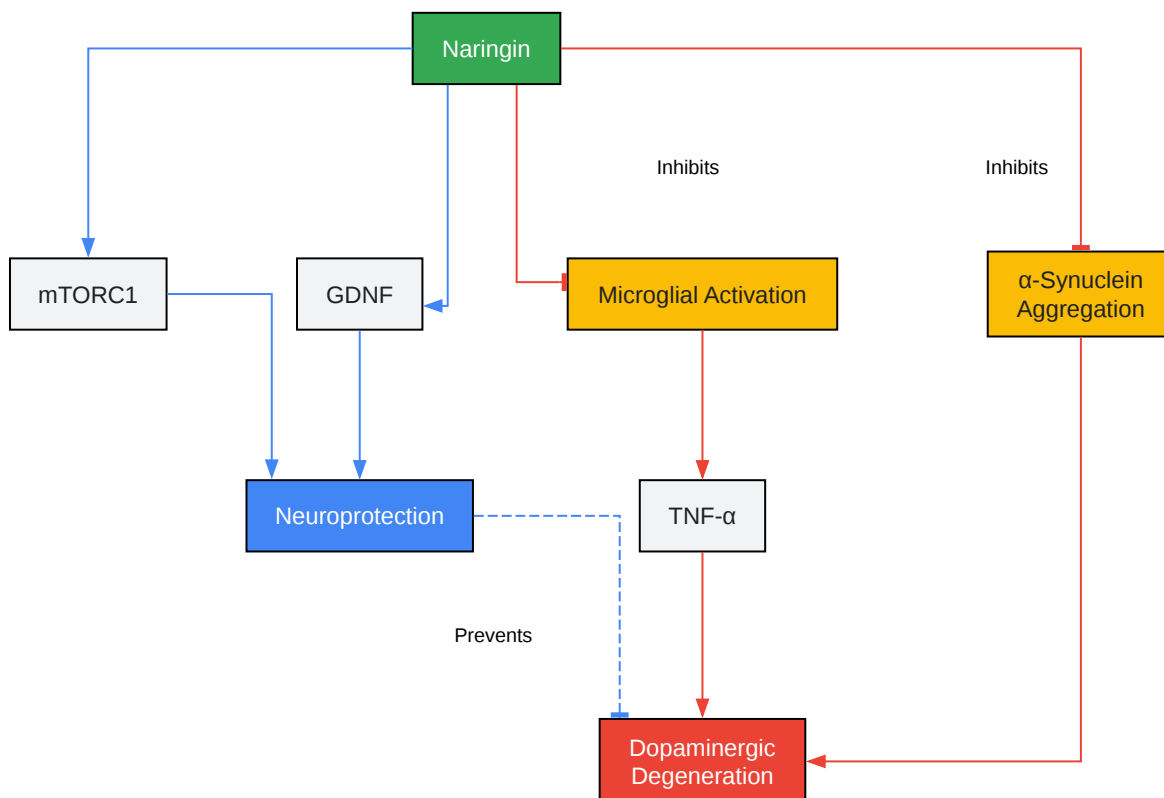 Naringin
Inhibits
Inhibits
mTORC1
GDNF
Microglial Activation
α-Synuclein
Aggregation
Neuroprotection
TNF-α
Prevents
Dopaminergic
Degeneration